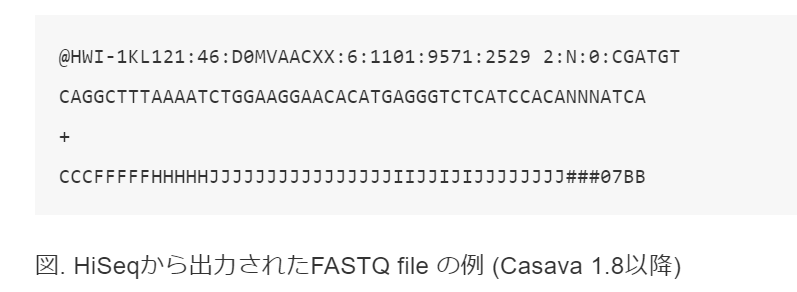 @HWI-1KL121:46:D0MVAACXX:6:1101:9571:2529 2:N:0:CGATGT
CAGGCTTTAAAATCTGGAAGGAACACATGAGGGTCTCATCCACANNNATCA
+
CCCFFFFFHHHHHJJJJJJJJJJJJJJJJIIJJIJIJJJJJJJJ###07BB
図. HiSeqから出力されたFASTQ file の例 (Casava 1.8以降)